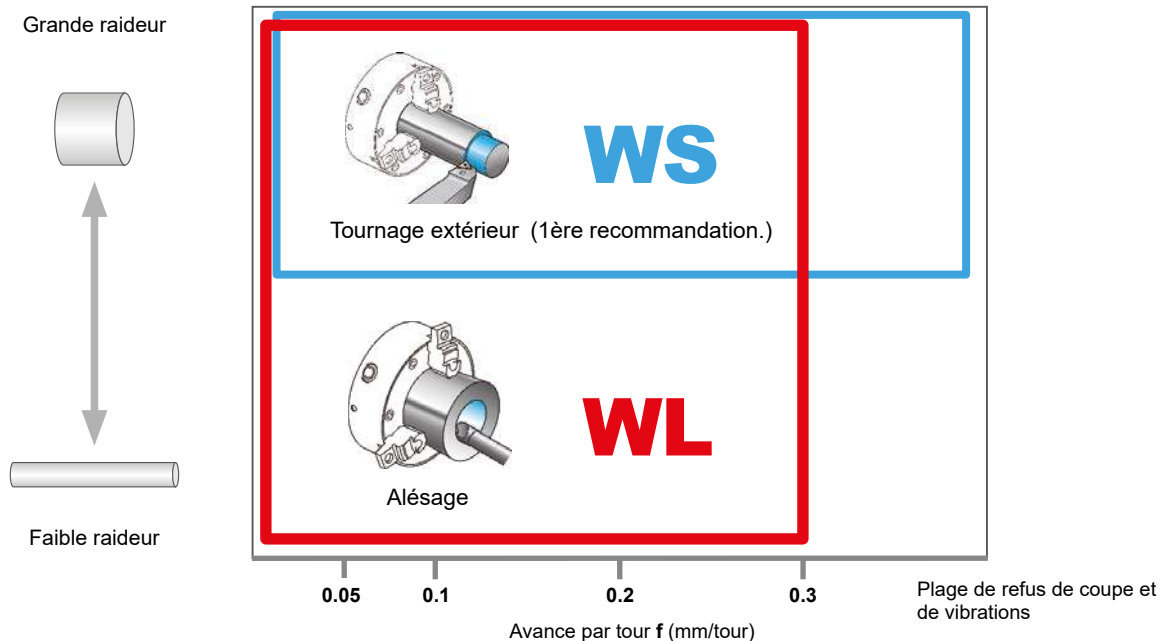 Grande raideur
WS
Tournage extérieur (1ère recommandation.)
WL
Alésage
Faible raideur
0.05 0.1 0.2 0.3
Plage de refus de coupe et
de vibrations
Avance par tour f (mm/tour)